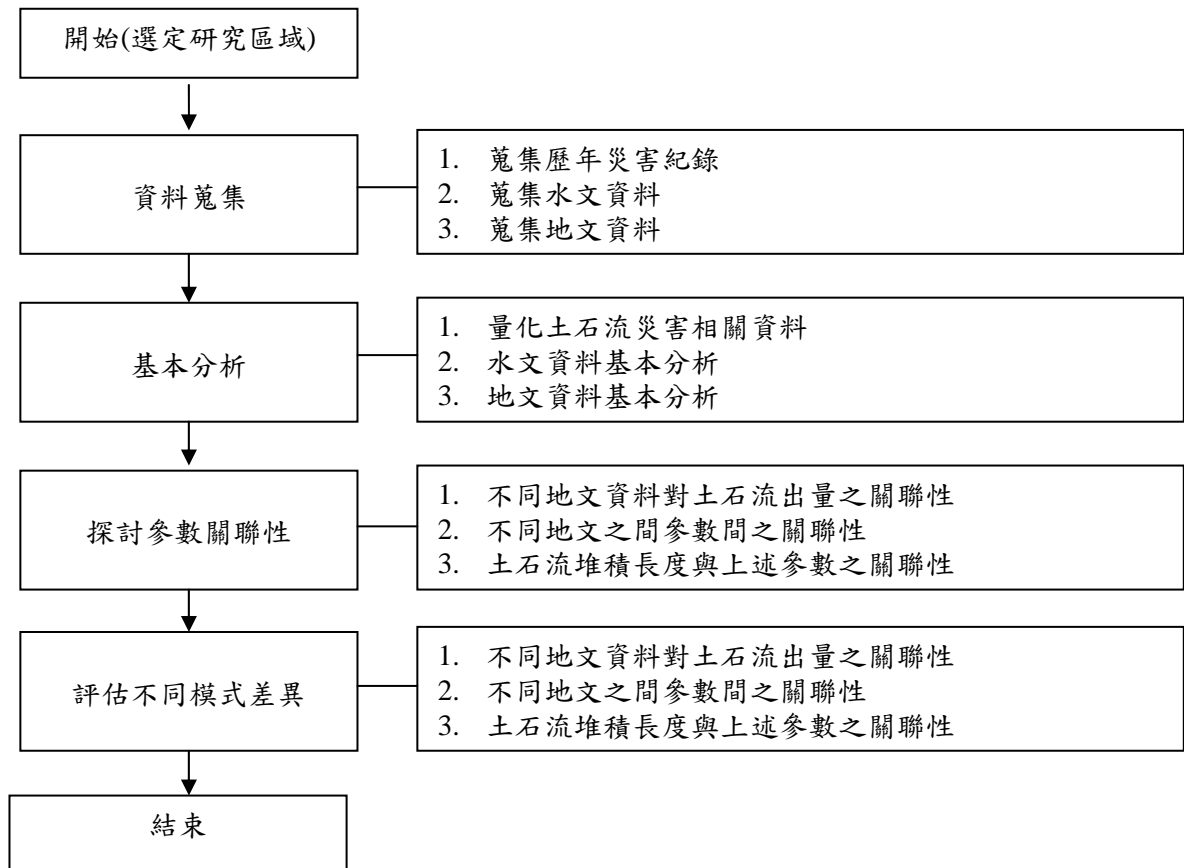 開始(選定研究區域)
資料蒐集
1. 蒐集歷年災害紀錄
2. 蒐集水文資料
3. 蒐集地文資料
基本分析
1. 量化土石流災害相關資料
2. 水文資料基本分析
3. 地文資料基本分析
探討參數關聯性
1. 不同地文資料對土石流出量之關聯性
2. 不同地文之間參數間之關聯性
3. 土石流堆積長度與上述參數之關聯性
評估不同模式差異
1. 不同地文資料對土石流出量之關聯性
2. 不同地文之間參數間之關聯性
3. 土石流堆積長度與上述參數之關聯性
結束